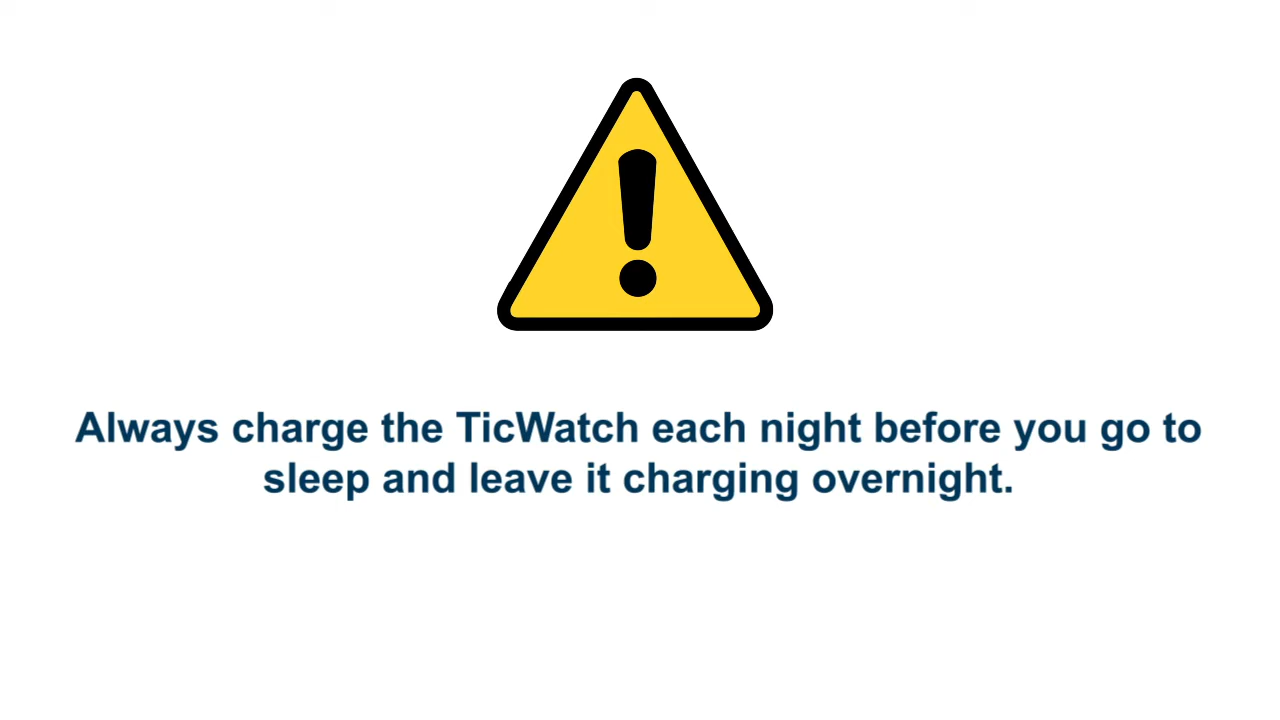 Always charge the TicWatch each night before you go to
sleep and leave it charging overnight.